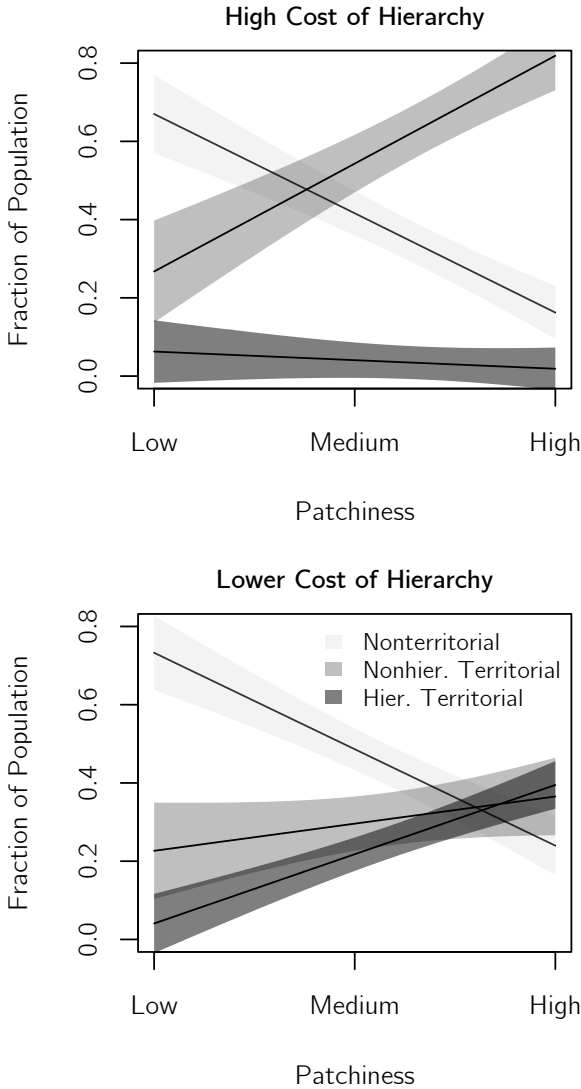 High Cost of Hierarchy
Fraction of Population
0.8
0.6
0.4
0.2
0.0
Low Medium High
Patchiness
Lower Cost of Hierarchy
Fraction of Population
0.8
0.6
0.4
0.2
0.0
Nonterritorial
Nonhier. Territorial
Hier. Territorial
Low Medium High
Patchiness